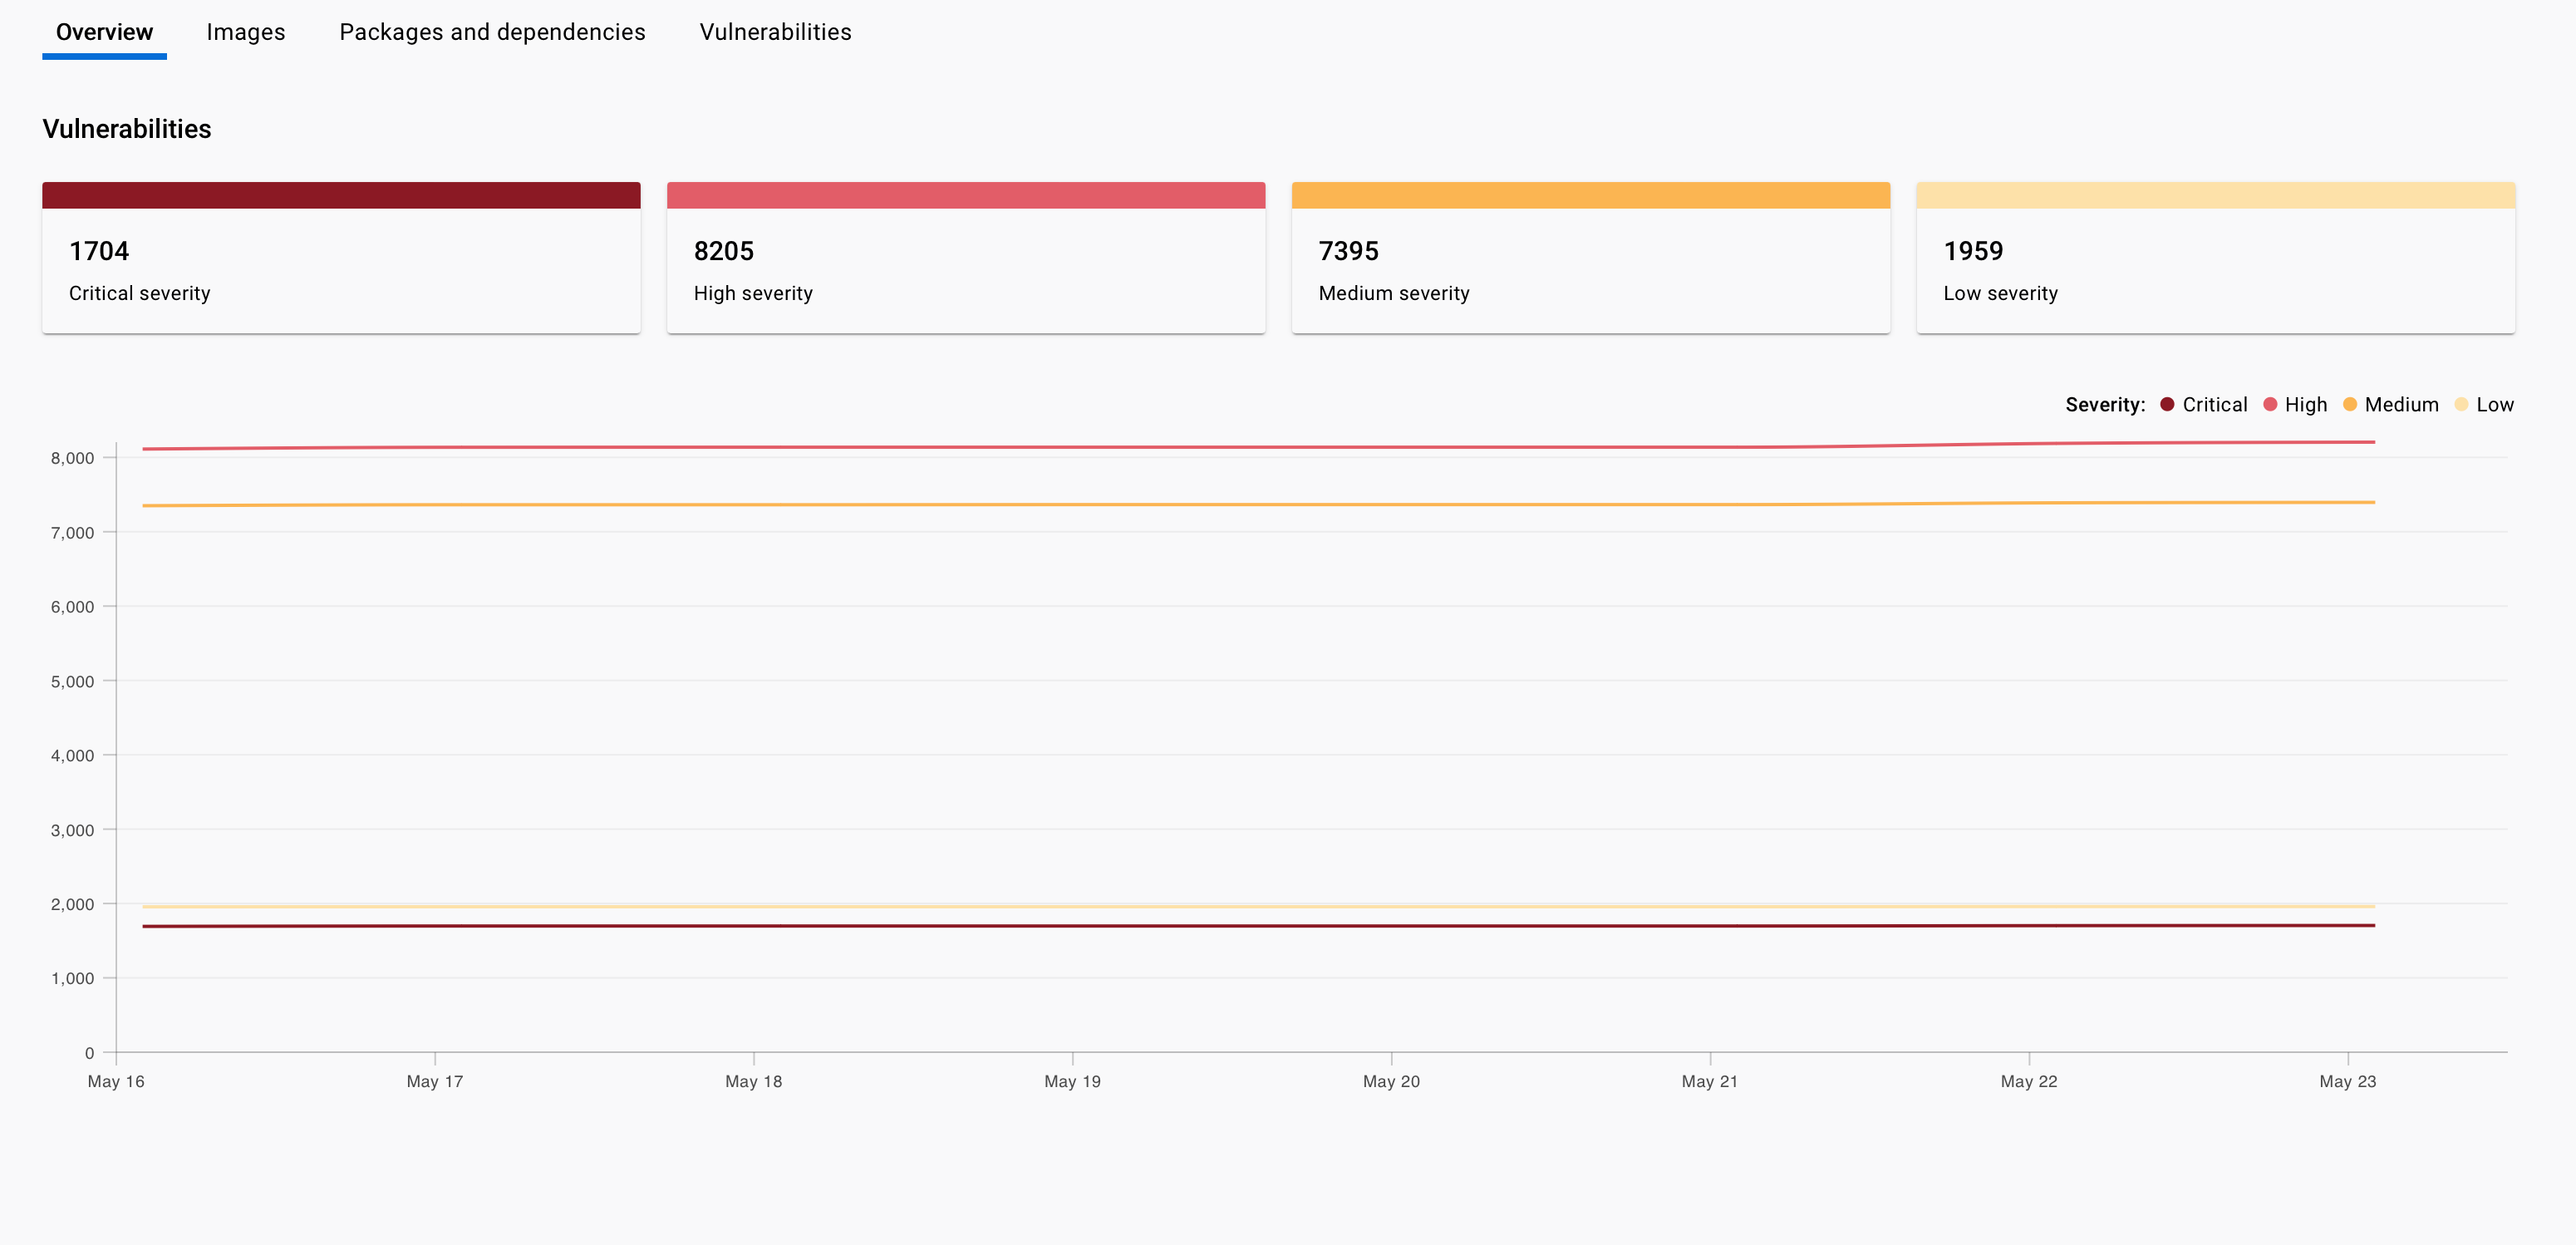 Overview Images Packages and dependencies Vulnerabilities
Vulnerabilities
1704 8205 7395 1959
Critical severity High severity Medium severity Low severity
Severity: Critical High Medium Low
8,000
7,000
6,000
5,000
4,000
3,000
2,000
1,000
0
May 16 May 17 May 18 May 19 May 20 May 21 May 22 May 23